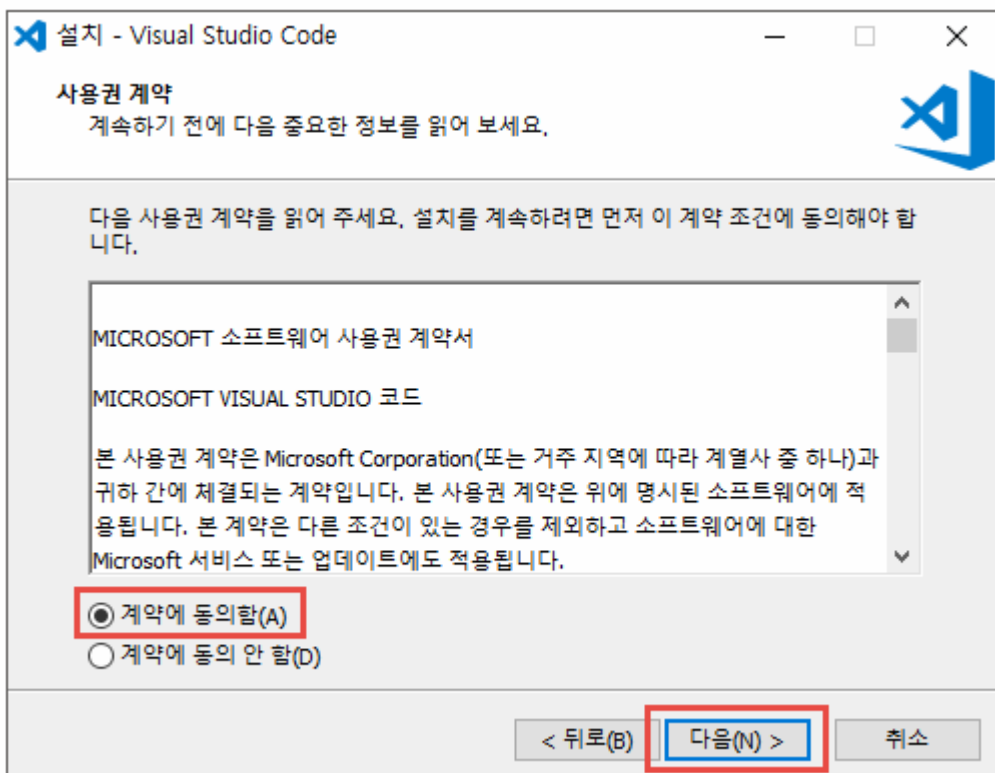 설치 - Visual Studio Code
사용권 계약
계속하기 전에 다음 중요한 정보를 읽어 보세요.
다음 사용권 계약을 읽어 주세요. 설치를 계속하려면 먼저 이 계약 조건에 동의해야 합
니다.
MICROSOFT 소프트웨어 사용권 계약서
MICROSOFT VISUAL STUDIO 코드
본 사용권 계약은 Microsoft Corporation(또는 거주 지역에 따라 계열사 중 하나)과
귀하 간에 체결되는 계약입니다. 본 사용권 계약은 위에 명시된 소프트웨어에 적
용됩니다. 본 계약은 다른 조건이 있는 경우를 제외하고 소프트웨어에 대한
Microsoft 서비스 또는 업데이트에도 적용됩니다.
계약에 동의함(A)
계약에 동의 안 함(D)
< 뒤로(B) 다음(N) > 취소